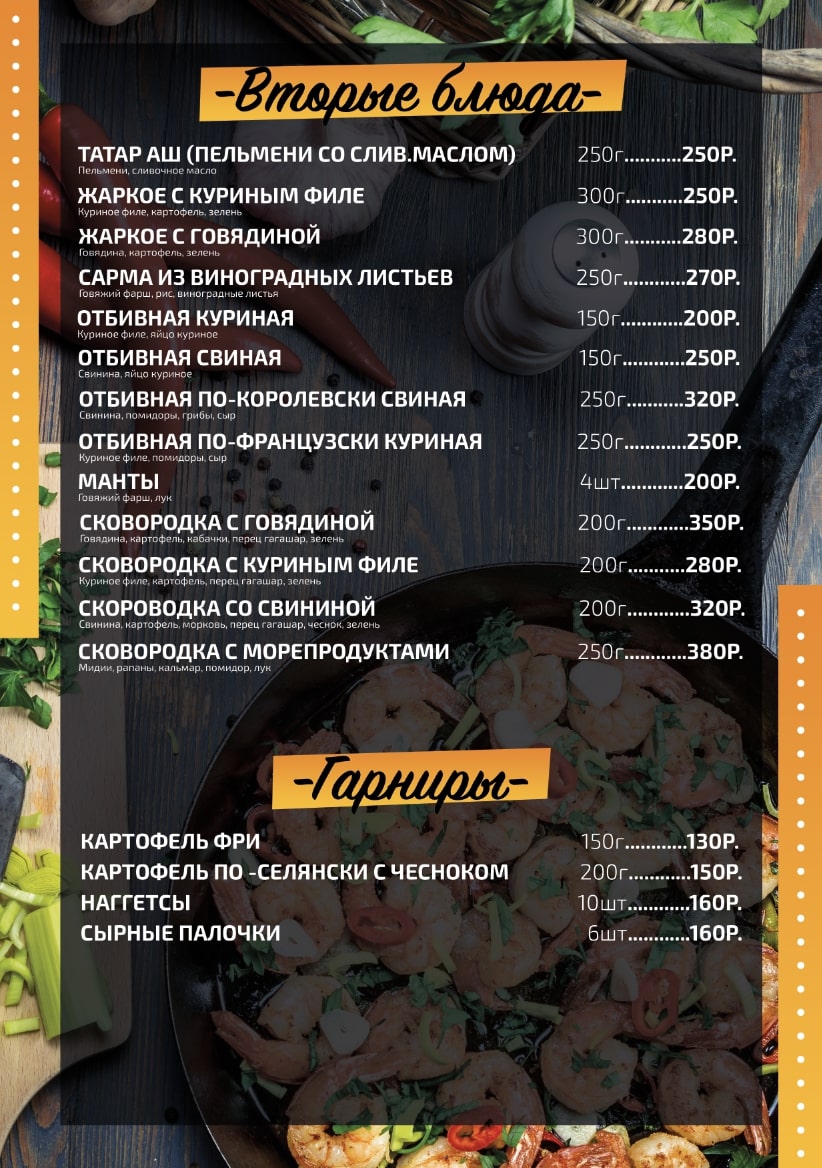 -Вторые блюда-
ТАТАР АШ (ПЕЛЬМЕНИ СО СЛИВ.МАСЛОМ) 250г...........250Р.
Пельмени, сливочное масло
ЖАРКОЕ С КУРИНЫМ ФИЛЕ 300г...........250Р.
Куриное филе, картофель, зелень
ЖАРКОЕ С ГОВЯДИНОЙ 300г...........280Р.
Говядина, картофель, зелень
САРМА ИЗ ВИНОГРАДНЫХ ЛИСТЬЕВ 250г............270Р.
Говяжий фарш, рис, виноградные листья
ОТБИВНАЯ КУРИНАЯ 150г............200Р.
Куриное филе, яйцо куриное
ОТБИВНАЯ СВИНАЯ 150г............250Р.
Свинина, яйцо куриное
ОТБИВНАЯ ПО-КОРОЛЕВСКИ СВИНАЯ 250г...........320Р.
Свинина, помидоры, грибы, сыр
ОТБИВНАЯ ПО-ФРАНЦУЗСКИ КУРИНАЯ 250г............250Р.
Куриное филе, помидоры, сыр
МАНТЫ 4шт............200Р.
Говяжий фарш, лук
СКОВОРОДКА С ГОВЯДИНОЙ 200г............350Р.
Говядина, картофель, кабачки, перец гагашар, зелень
СКОВОРОДКА С КУРИНЫМ ФИЛЕ 200г...........280Р.
Куриное филе, картофель, перец гагашар, зелень
СКОРОВОДКА СО СВИНИНОЙ 200г............320Р.
Свинина, картофель, морковь, перец гагашар, чеснок, зелень
СКОВОРОДКА С МОРЕПРОДУКТАМИ 250г............380Р.
Мидии, рапаны, кальмар, помидор, лук
-Гарниры-
КАРТОФЕЛЬ ФРИ 150г............130Р.
КАРТОФЕЛЬ ПО -СЕЛЯНСКИ С ЧЕСНОКОМ 200г............150Р.
НАГГЕТСЫ 10шт............160Р.
СЫРНЫЕ ПАЛОЧКИ 6шт............160Р.